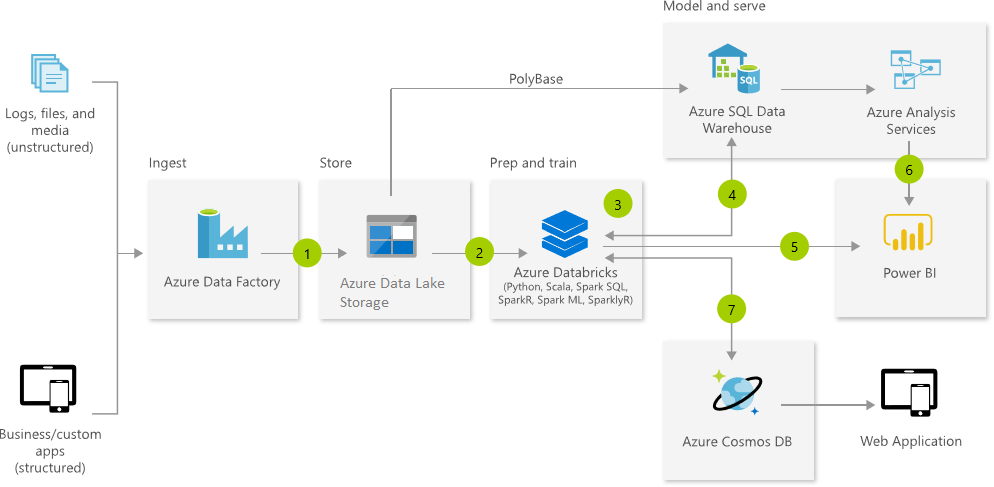 Model and serve
PolyBase
SQL
Azure SQL Data
Warehouse
Azure Analysis
Services
Logs, files, and
media
(unstructured)
Ingest
Store
Prep and train
6
4
3
1
2
5
7
Azure Data Factory
Azure Data Lake
Storage
Azure Databricks
(Python, Scala, Spark SQL,
SparkR, Spark ML, SparklyR)
Power BI
Business/custom
apps
(structured)
Azure Cosmos DB
Web Application